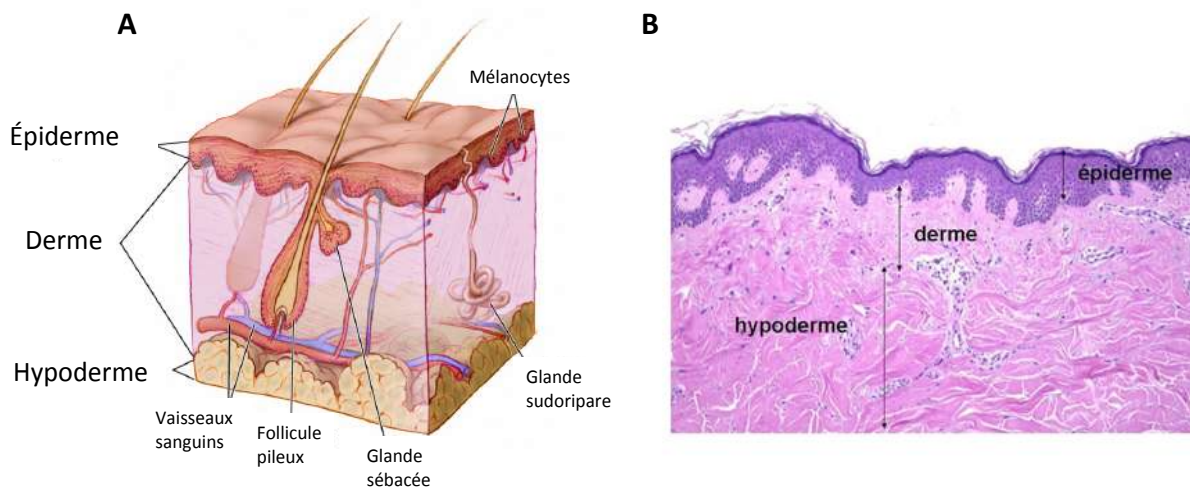 A
B
Mélanocytes
Épiderme
Derme
Hypoderme
Vaisseaux
sanguins
Follicule
pileux
Glande
sébacée
Glande
sudoripare
épiderme
derme
hypoderme